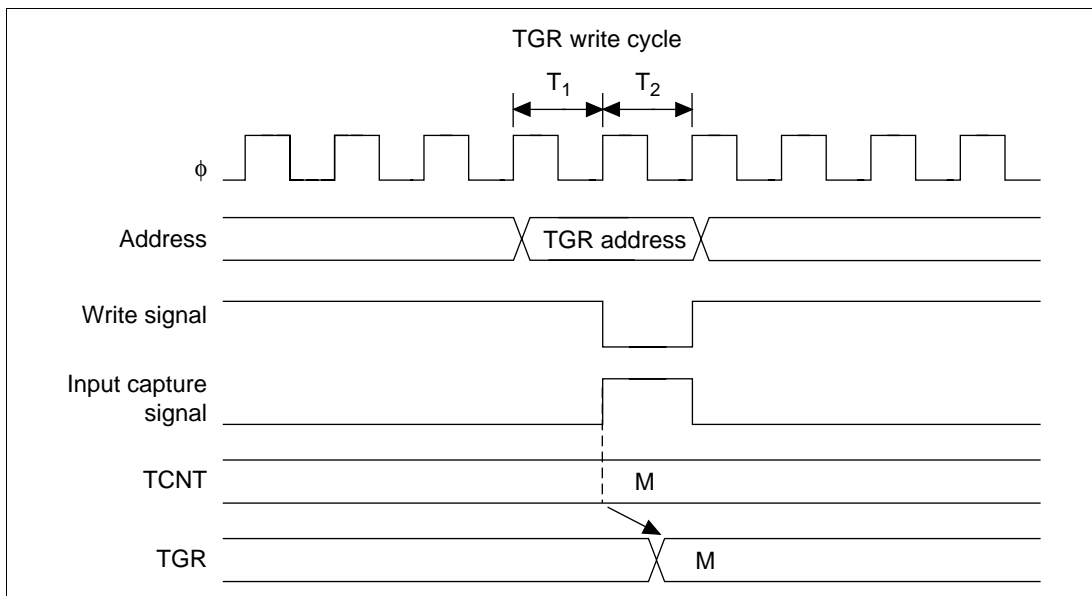 TGR write cycle
T1 T2
ϕ
Address TGR address
Write signal
Input capture
signal
TCNT M
TGR M